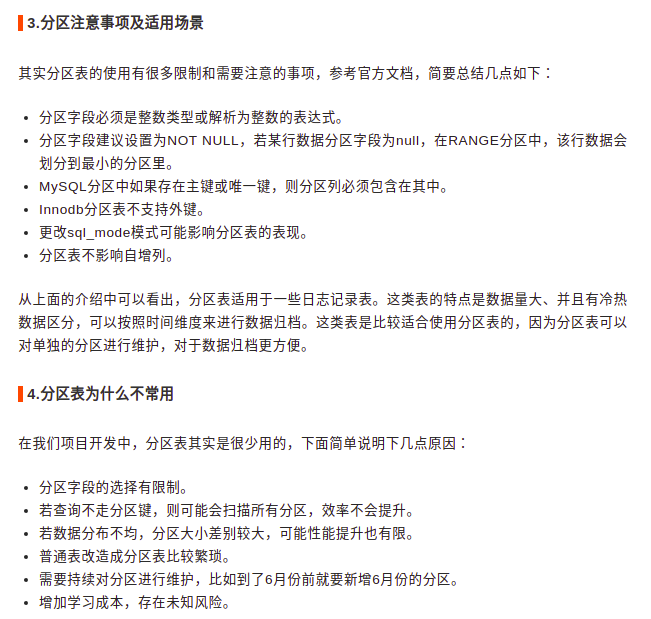 3.分区注意事项及适用场景
其实分区表的使用有很多限制和需要注意的事项，参考官方文档，简要总结几点如下：
分区字段必须是整数类型或解析为整数的表达式。
分区字段建议设置为NOT NULL，若某行数据分区字段为null，在RANGE分区中，该行数据会
划分到最小的分区里。
MySQL分区中如果存在主键或唯一键，则分区列必须包含在其中。
Innodb分区表不支持外键。
更改sql_mode模式可能影响分区表的表现。
分区表不影响自增列。
从上面的介绍中可以看出，分区表适用于一些日志记录表。这类表的特点是数据量大、并且有冷热
数据区分，可以按照时间维度来进行数据归档。这类表是比较适合使用分区表的，因为分区表可以
对单独的分区进行维护，对于数据归档更方便。
4.分区表为什么不常用
在我们项目开发中，分区表其实是很少用的，下面简单说明下几点原因：
分区字段的选择有限制。
若查询不走分区键，则可能会扫描所有分区，效率不会提升。
若数据分布不均，分区大小差别较大，可能性能提升也有限。
普通表改造成分区表比较繁琐。
需要持续对分区进行维护，比如到了6月份前就要新增6月份的分区。
增加学习成本，存在未知风险。